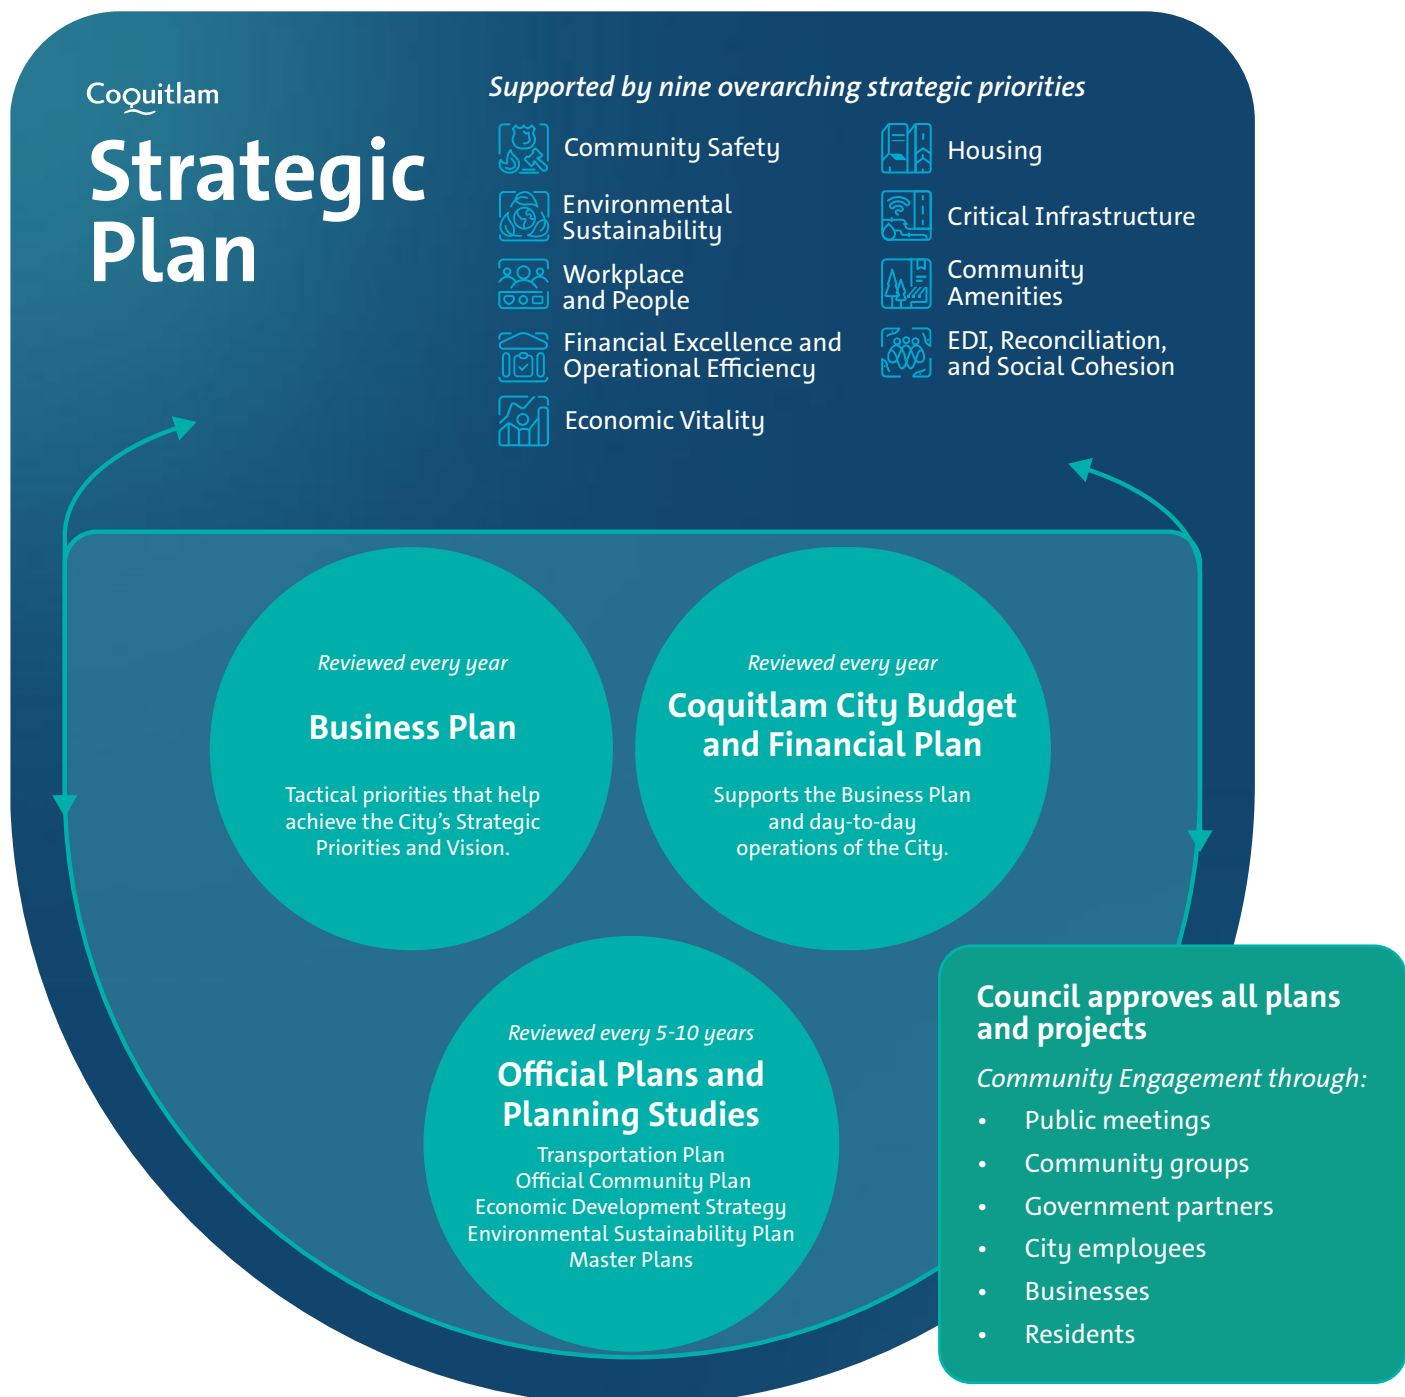 Coquitlam
Strategic
Plan
Supported by nine overarching strategic priorities
Community Safety
Environmental
Sustainability
Workplace
and People
Financial Excellence and
Operational Efficiency
Economic Vitality
Housing
Critical Infrastructure
Community
Amenities
EDI, Reconciliation,
and Social Cohesion
Reviewed every year
Business Plan
Tactical priorities that help
achieve the City's Strategic
Priorities and Vision.
Reviewed every year
Coquitlam City Budget
and Financial Plan
Supports the Business Plan
and day-to-day
operations of the City.
Reviewed every 5-10 years
Official Plans and
Planning Studies
Transportation Plan
Official Community Plan
Economic Development Strategy
Environmental Sustainability Plan
Master Plans
Council approves all plans
and projects
Community Engagement through:
• Public meetings
• Community groups
• Government partners
• City employees
• Businesses
• Residents